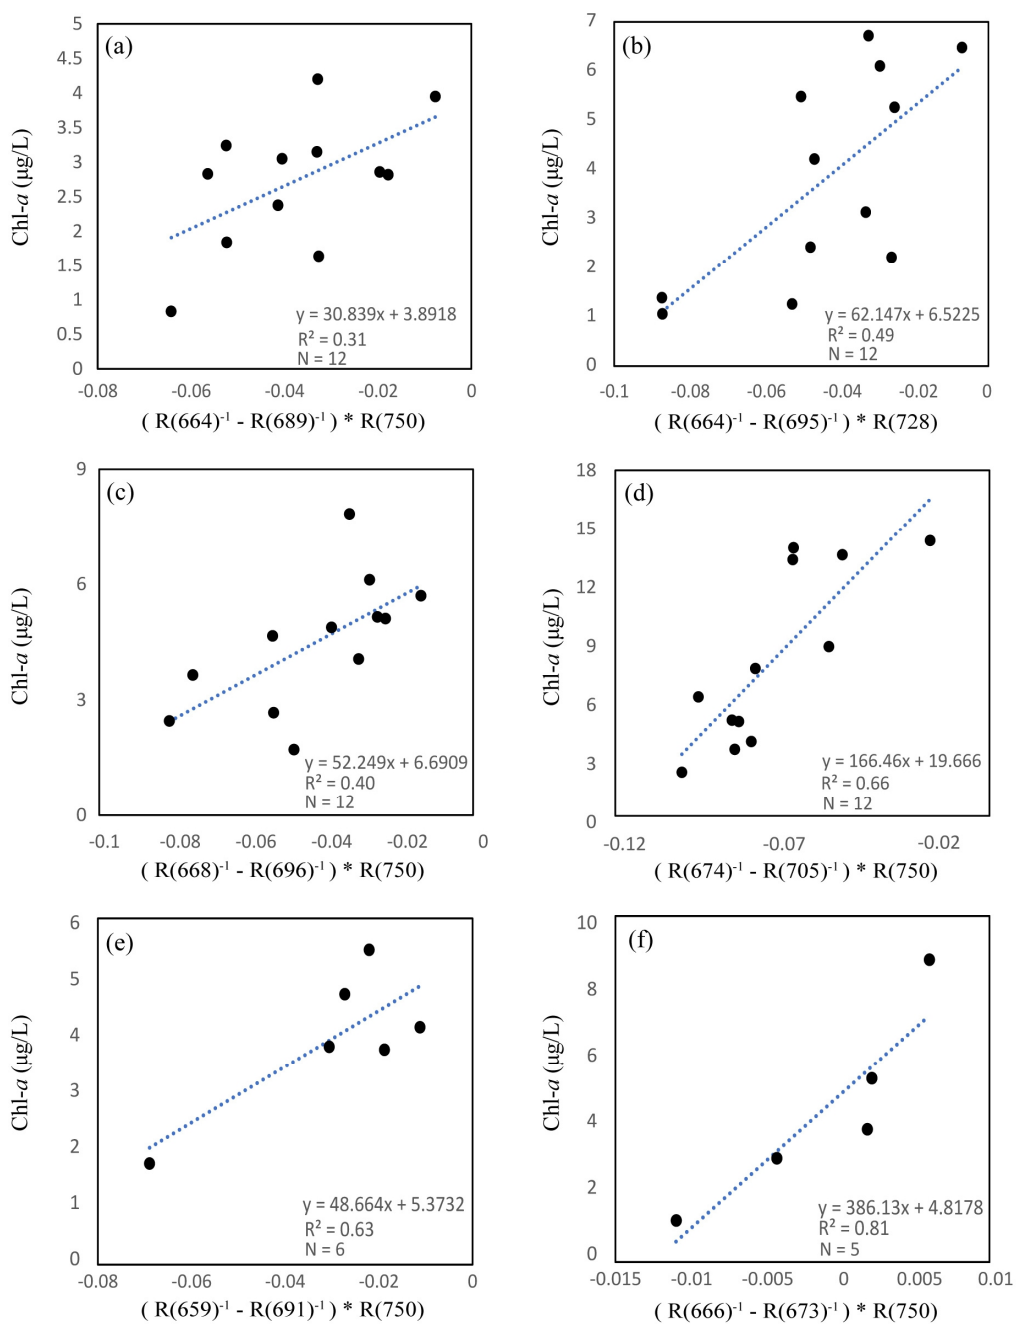 (a)
Chl-a (µg/L)
5
4.5
4
3.5
3
2.5
2
1.5
1
0.5
0
y = 30.839x + 3.8918
R² = 0.31
N = 12
-0.08 -0.06 -0.04 -0.02 0
( R(664)⁻¹ - R(689)⁻¹ ) * R(750)
(b)
Chl-a (µg/L)
7
6
5
4
3
2
1
0
y = 62.147x + 6.5225
R² = 0.49
N = 12
-0.1 -0.08 -0.06 -0.04 -0.02 0
( R(664)⁻¹ - R(695)⁻¹ ) * R(728)
(c)
Chl-a (µg/L)
9
6
3
0
y = 52.249x + 6.6909
R² = 0.40
N = 12
-0.1 -0.08 -0.06 -0.04 -0.02 0
( R(668)⁻¹ - R(696)⁻¹ ) * R(750)
(d)
Chl-a (µg/L)
18
15
12
9
6
3
0
y = 166.46x + 19.666
R² = 0.66
N = 12
-0.12 -0.07 -0.02
( R(674)⁻¹ - R(705)⁻¹ ) * R(750)
(e)
Chl-a (µg/L)
6
5
4
3
2
1
0
y = 48.664x + 5.3732
R² = 0.63
N = 6
-0.08 -0.06 -0.04 -0.02 0
( R(659)⁻¹ - R(691)⁻¹ ) * R(750)
(f)
Chl-a (µg/L)
10
8
6
4
2
0
y = 386.13x + 4.8178
R² = 0.81
N = 5
-0.015 -0.01 -0.005 0 0.005 0.01
( R(666)⁻¹ - R(673)⁻¹ ) * R(750)